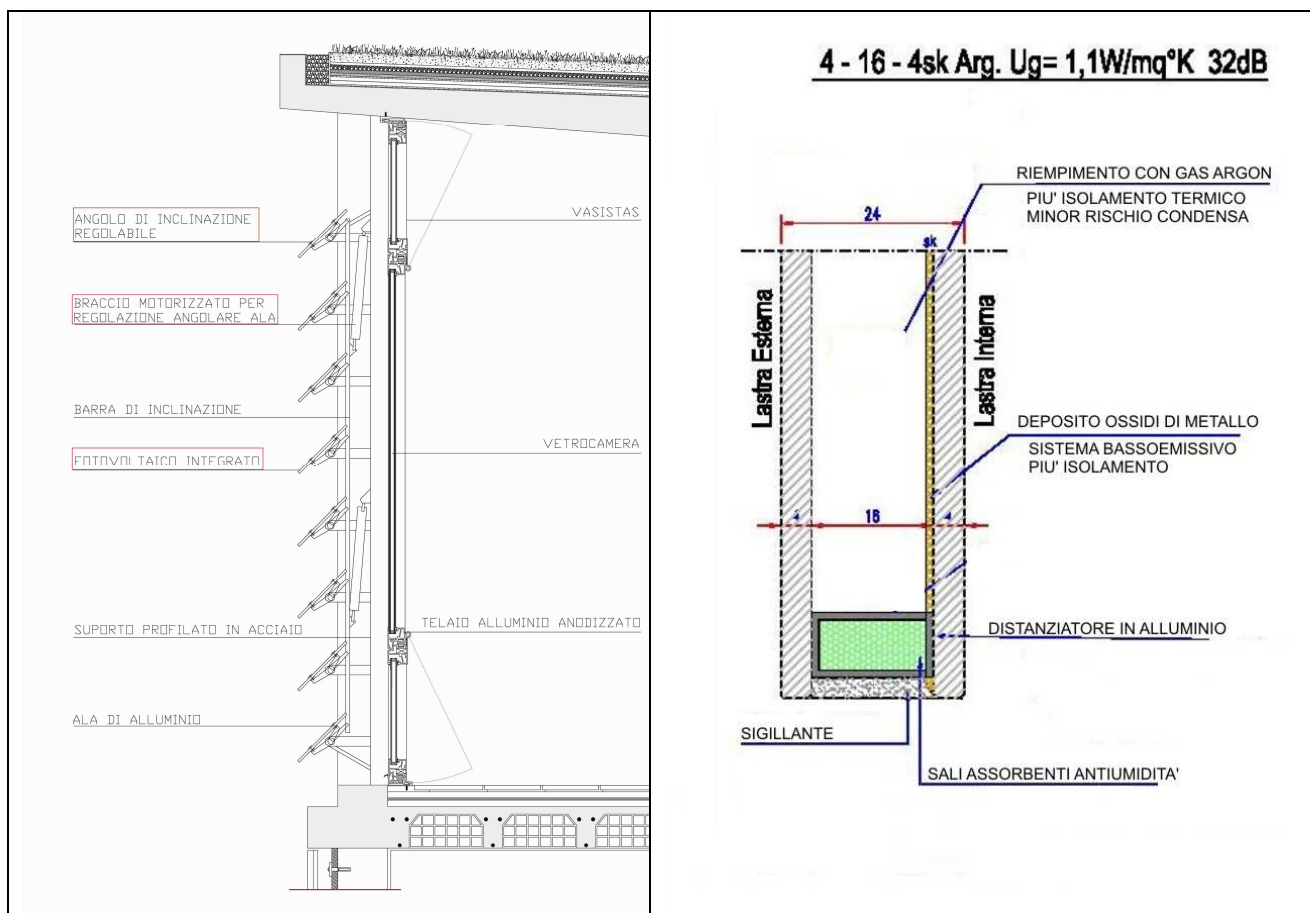 ANGOLO DI INCLINAZIONE
REGOLABILE
BRACCIO MOTORIZZATO PER
REGOLAZIONE ANGOLARE ALA
BARRA DI INCLINAZIONE
FOTOVOLTAICO INTEGRATO
SUPORTO PROFILATO IN ACCIAIO
ALA DI ALLUMINIO
VASISTAS
VETROCAMERA
TELAIO ALLUMINIO ANODIZZATO
4 - 16 - 4sk Arg. Ug= 1,1W/mq°K 32dB
RIEMPIMENTO CON GAS ARGON
PIU' ISOLAMENTO TERMICO
MINOR RISCHIO CONDENSA
24
sk
Lastra Esterna
Lastra Interna
DEPOSITO OSSIDI DI METALLO
SISTEMA BASSOEMISSIVO
PIU' ISOLAMENTO
4
16
4
DISTANZIATORE IN ALLUMINIO
SIGILLANTE
SALI ASSORBENTI ANTIUMIDITA'